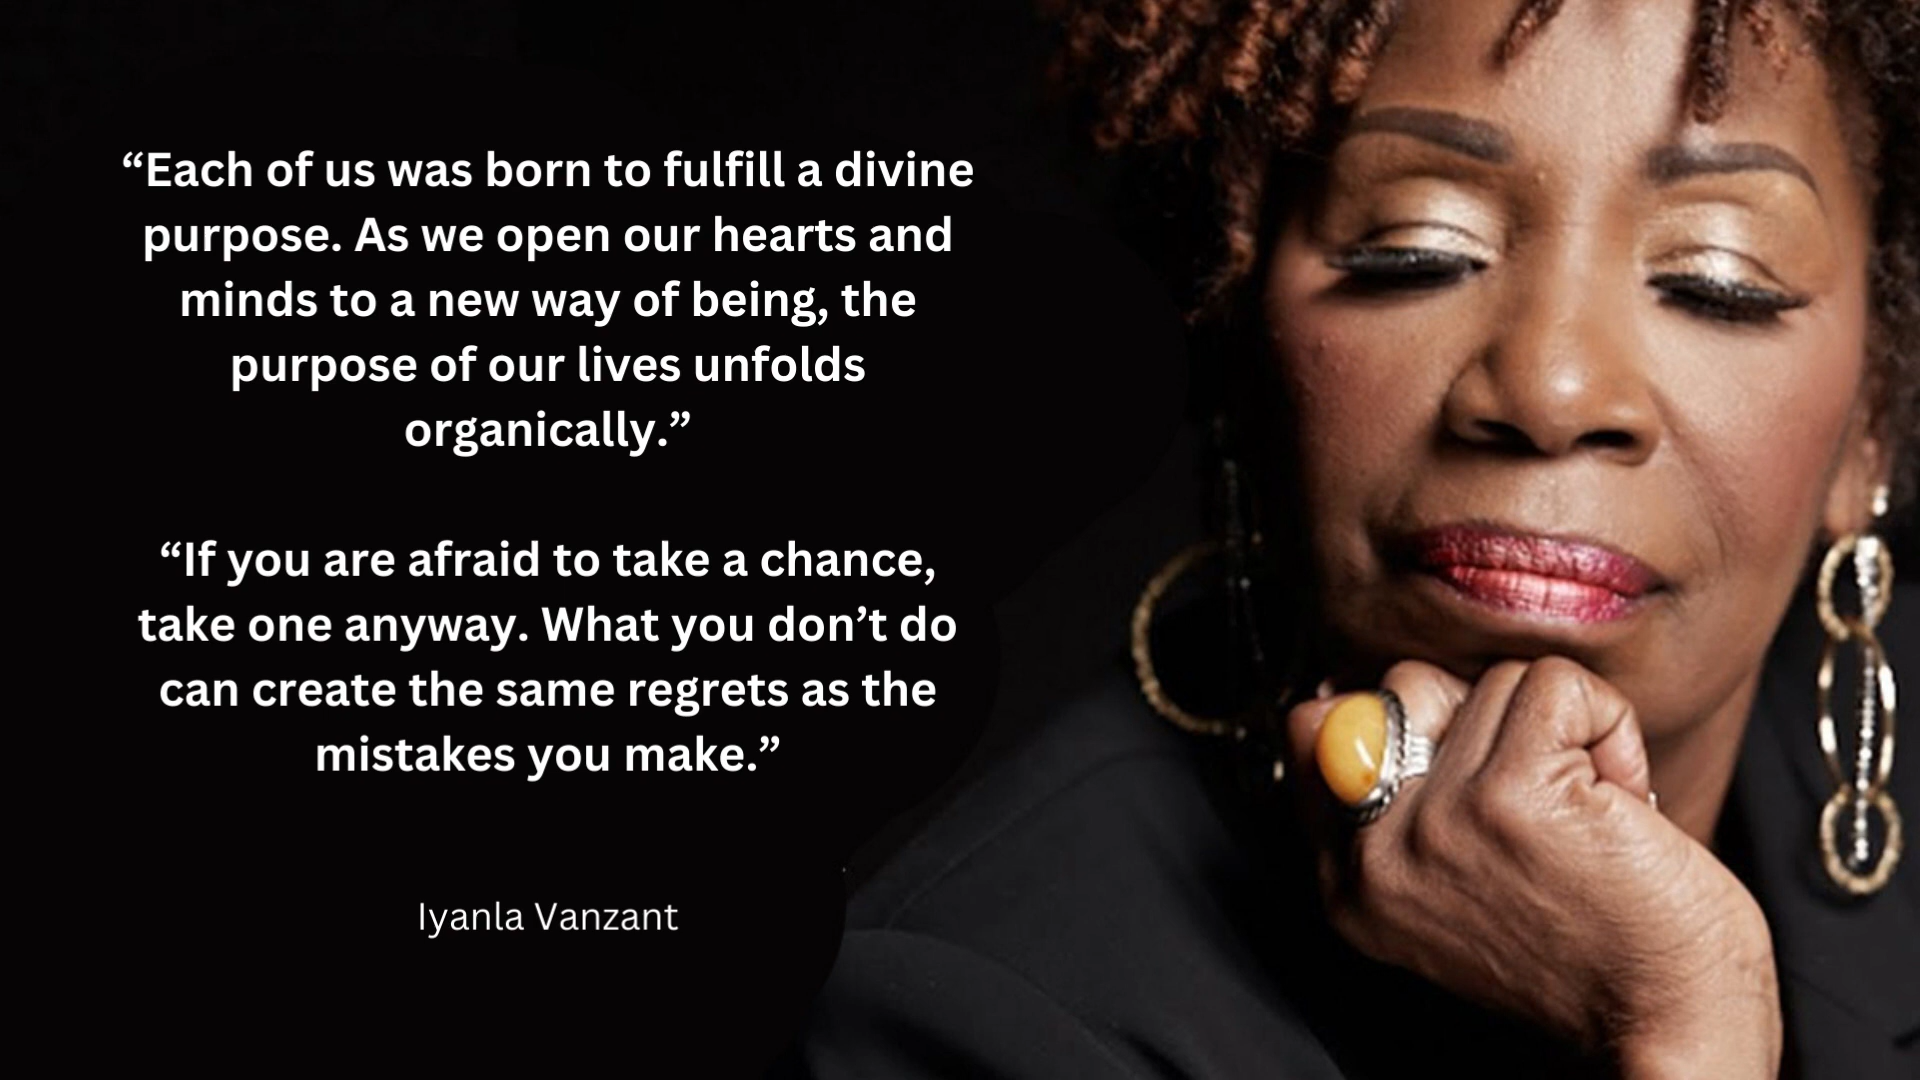 “Each of us was born to fulfill a divine
purpose. As we open our hearts and
minds to a new way of being, the
purpose of our lives unfolds
organically.”
“If you are afraid to take a chance,
take one anyway. What you don’t do
can create the same regrets as the
mistakes you make.”
Iyanla Vanzant